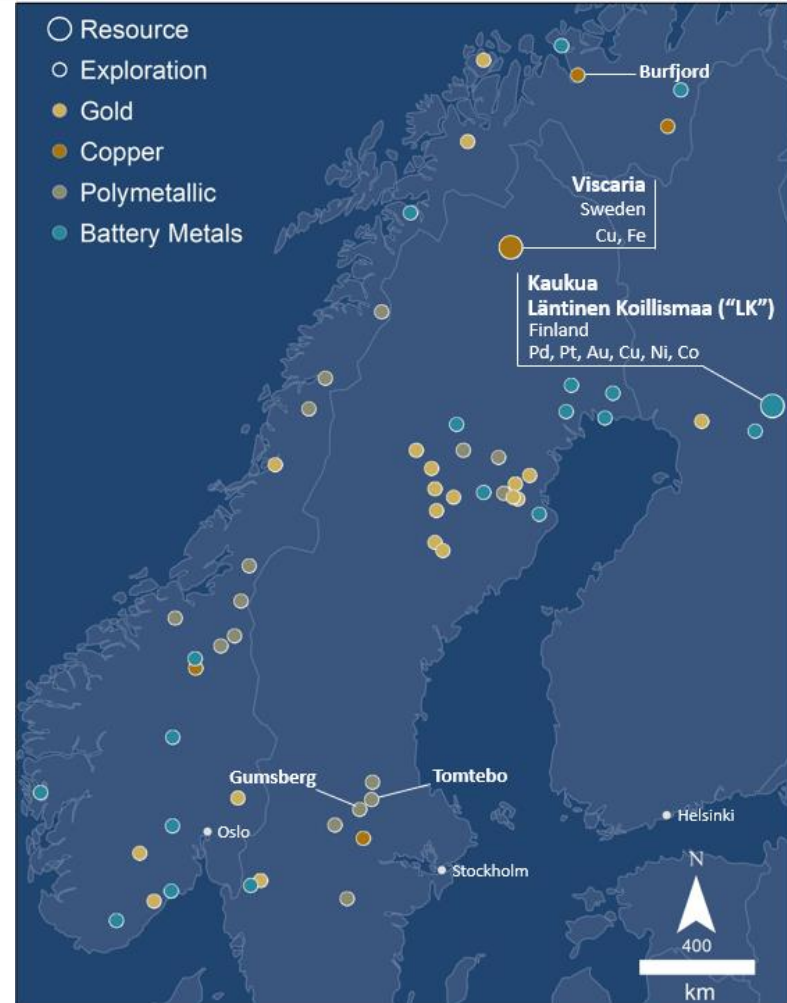 Resource
Exploration
Gold
Copper
Polymetallic
Battery Metals
Burfjord
Viscaria
Sweden
Cu, Fe
Kaukua
Läntinen Koillismaa (“LK”)
Finland
Pd, Pt, Au, Cu, Ni, Co
Gumsberg
Tomtebo
Oslo
Helsinki
Stockholm
N
400
km